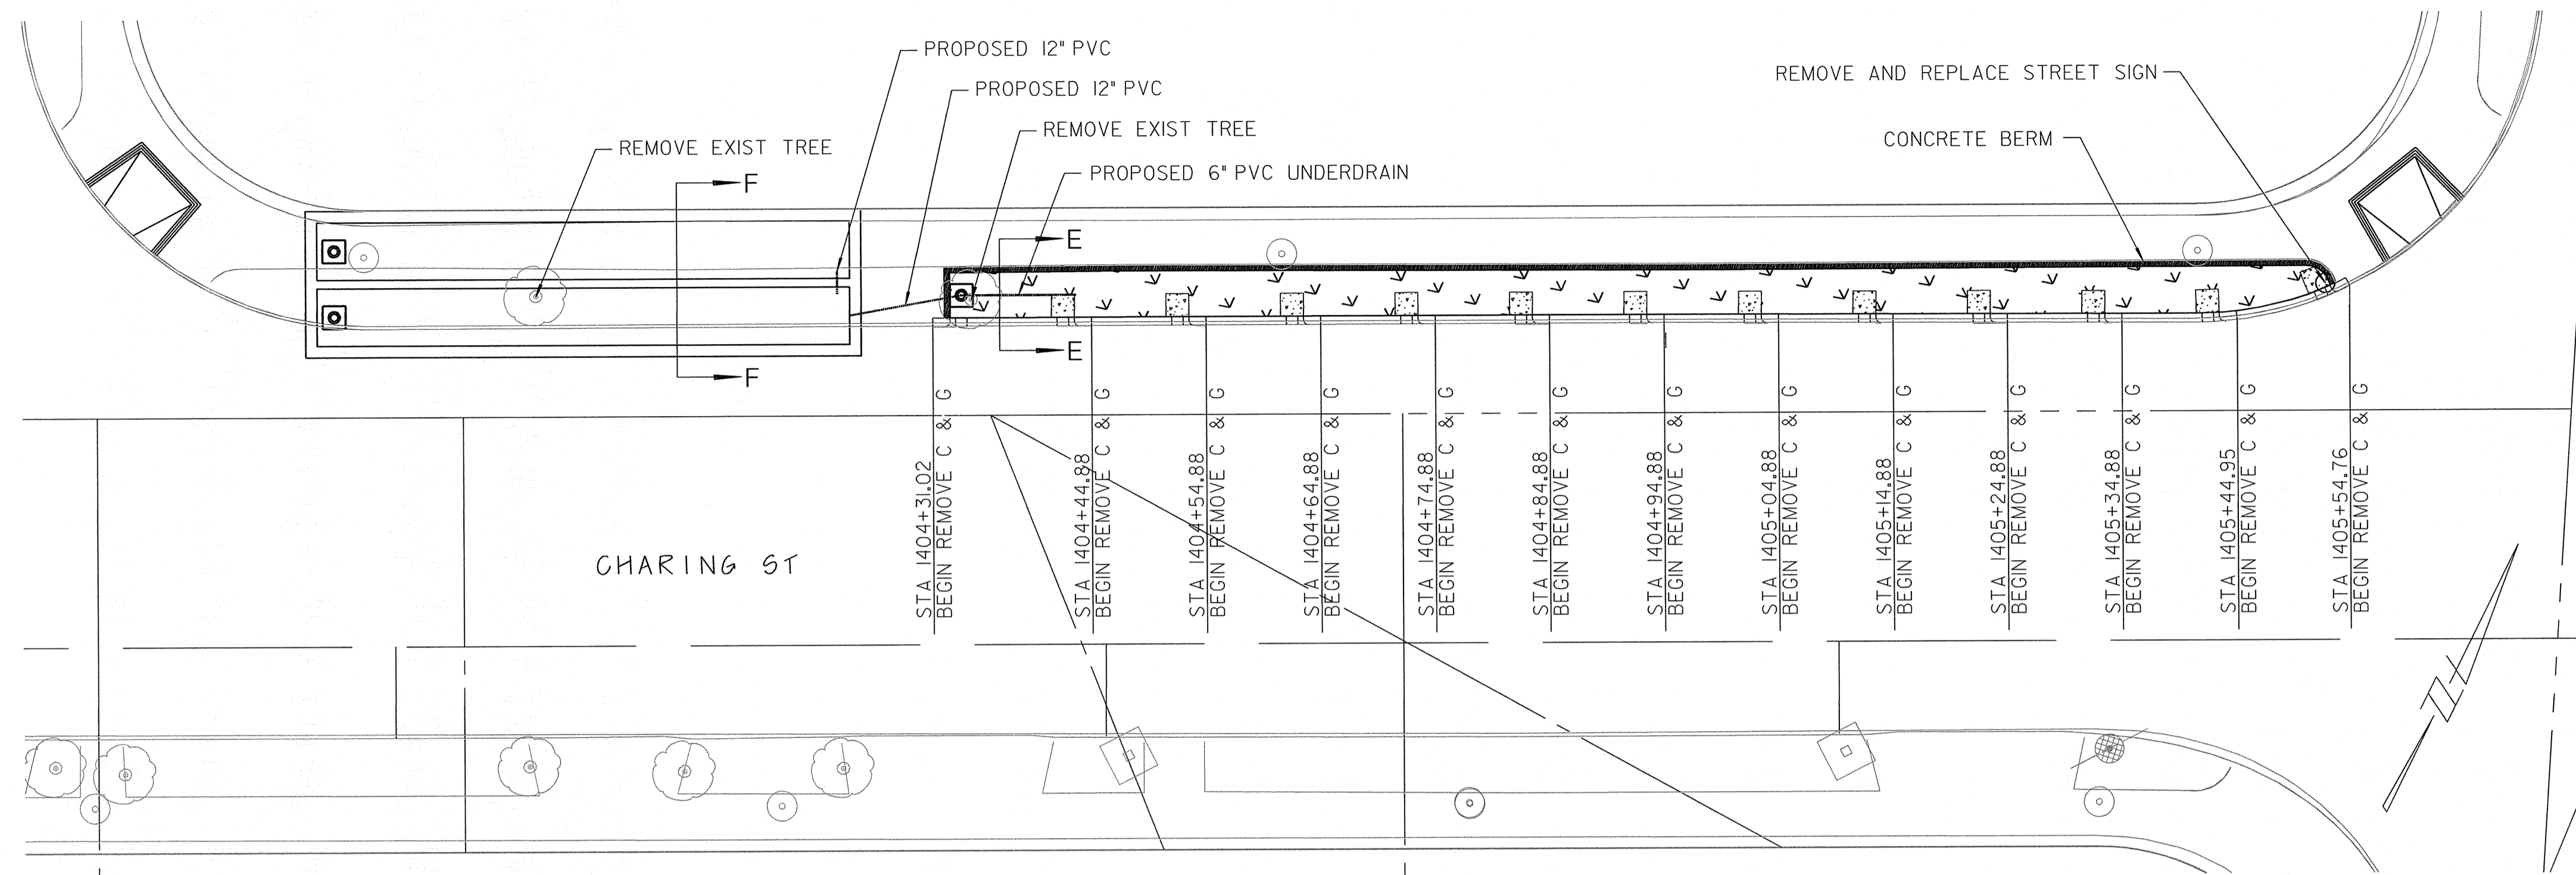 PROPOSED 12" PVC
PROPOSED 12" PVC
REMOVE EXIST TREE
PROPOSED 6" PVC UNDERDRAIN
REMOVE EXIST TREE
REMOVE AND REPLACE STREET SIGN
CONCRETE BERM
F
E
E
F
STA 1404+31.02
BEGIN REMOVE C & G
STA 1404+44.88
BEGIN REMOVE C & G
STA 1404+54.88
BEGIN REMOVE C & G
STA 1404+64.88
BEGIN REMOVE C & G
STA 1404+74.88
BEGIN REMOVE C & G
STA 1404+84.88
BEGIN REMOVE C & G
STA 1404+94.88
BEGIN REMOVE C & G
STA 1405+04.88
BEGIN REMOVE C & G
STA 1405+14.88
BEGIN REMOVE C & G
STA 1405+24.88
BEGIN REMOVE C & G
STA 1405+34.88
BEGIN REMOVE C & G
STA 1405+44.95
BEGIN REMOVE C & G
STA 1405+54.76
BEGIN REMOVE C & G
CHARING ST
N